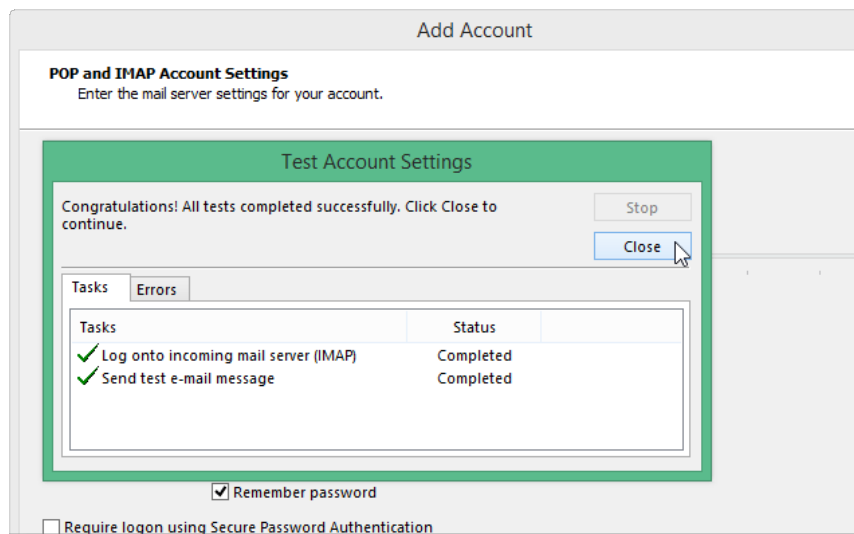 Add Account
POP and IMAP Account Settings
Enter the mail server settings for your account.
Test Account Settings
Congratulations! All tests completed successfully. Click Close to
continue.
Stop
Close
Tasks
Errors
Tasks Status
Log onto incoming mail server (IMAP) Completed
Send test e-mail message Completed
Remember password
Require logon using Secure Password Authentication